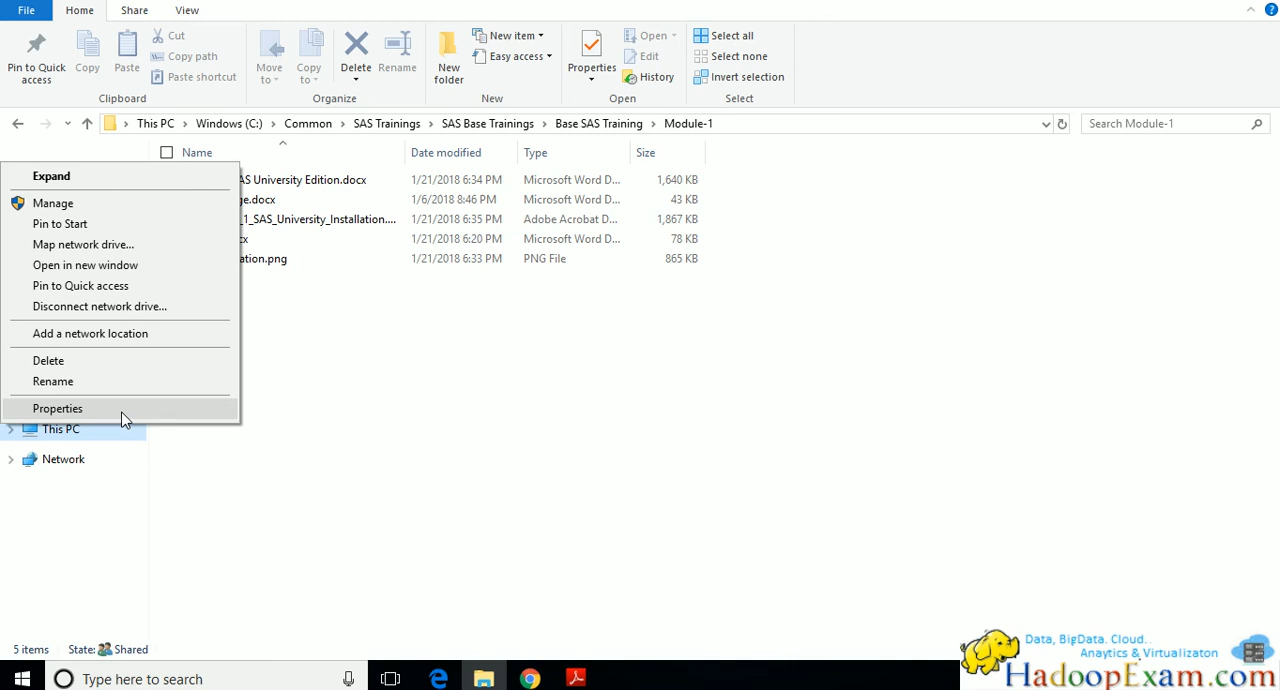 File Home Share View
Pin to Quick access
Copy
Paste
Cut
Copy path
Paste shortcut
Clipboard
Move to
Copy to
Delete
Rename
Organize
New folder
New item
Easy access
New
Properties
Open
Edit
History
Open
Select all
Select none
Invert selection
Select
This PC > Windows (C:) > Common > SAS Trainings > SAS Base Trainings > Base SAS Training > Module-1
Search Module-1
Name Date modified Type Size
AS University Edition.docx 1/21/2018 6:34 PM Microsoft Word D... 1,640 KB
ge.docx 1/6/2018 8:46 PM Microsoft Word D... 43 KB
_1_SAS_University_Installation.... 1/21/2018 6:35 PM Adobe Acrobat D... 1,867 KB
cx 1/21/2018 6:20 PM Microsoft Word D... 78 KB
ation.png 1/21/2018 6:33 PM PNG File 865 KB
Expand
Manage
Pin to Start
Map network drive...
Open in new window
Pin to Quick access
Disconnect network drive...
Add a network location
Delete
Rename
Properties
This PC
Network
5 items State: Shared
Type here to search
Data, BigData. Cloud..
Anaytics & Virtualizaton
HadoopExam.com